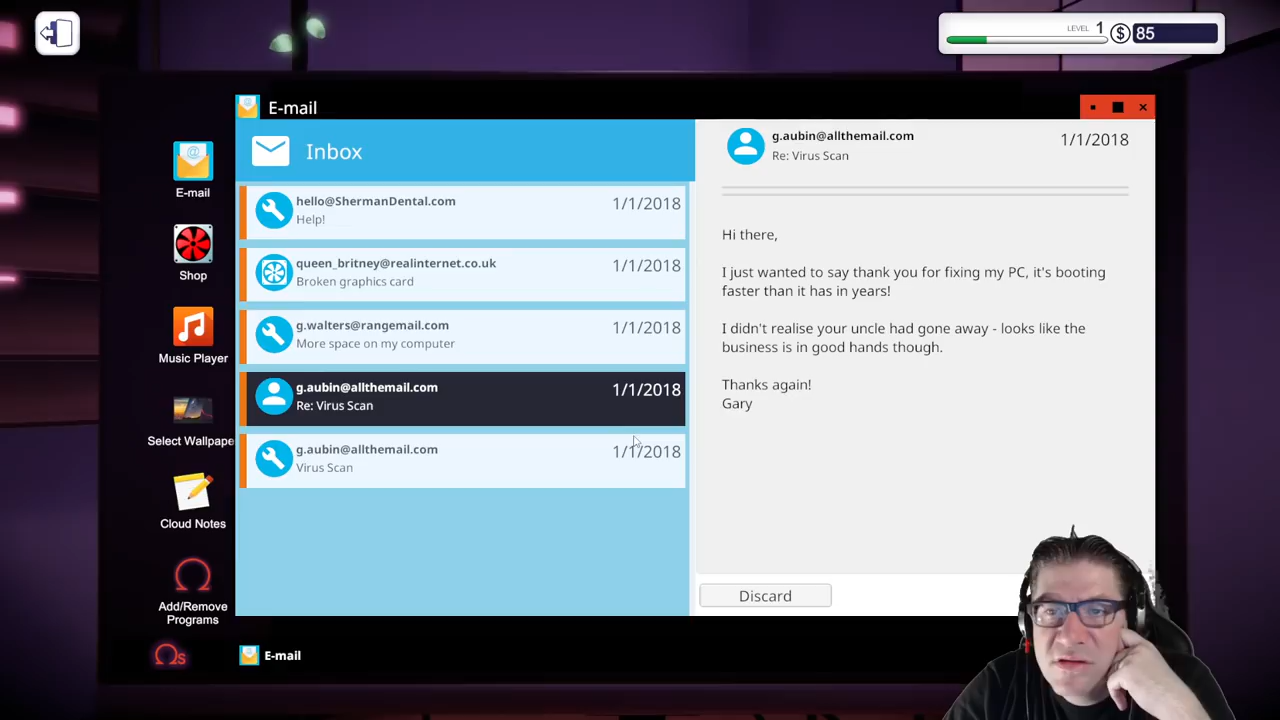 LEVEL 1
$ 85
E-mail
Inbox
hello@ShermanDental.com 1/1/2018
Help!
queen_britney@realinternet.co.uk 1/1/2018
Broken graphics card
g.walters@rangemail.com 1/1/2018
More space on my computer
g.aubin@allthemail.com 1/1/2018
Re: Virus Scan
g.aubin@allthemail.com 1/1/2018
Virus Scan
g.aubin@allthemail.com 1/1/2018
Re: Virus Scan
Hi there,
I just wanted to say thank you for fixing my PC, it's booting
faster than it has in years!
I didn't realise your uncle had gone away - looks like the
business is in good hands though.
Thanks again!
Gary
Discard
E-mail
Shop
Music Player
Select Wallpape
Cloud Notes
Add/Remove
Programs
Ωs
E-mail